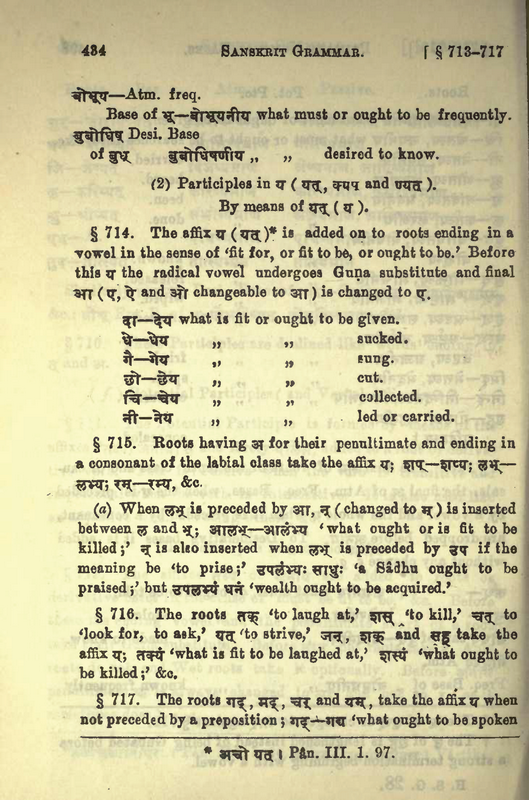 434 SANSKRIT GRAMMAR. [ § 713-717
बोभूय—Atm. freq.
Base of भू—बोभूयनीय what must or ought to be frequently.
बुबोधिष् Desi. Base
of बुध् बुबोधिषणीय „ „ desired to know.
(2) Participles in य ( यत्, क्यप् and ण्यत् ).
By means of यत् ( य ).
§ 714. The affix य ( यत् )* is added on to roots ending in a
vowel in the sense of ‘fit for, or fit to be, or ought to be.’ Before
this य the radical vowel undergoes Guṇa substitute and final
आ ( ए, ऐ and ओ changeable to आ ) is changed to ए.
दा—देय what is fit or ought to be given.
धे—धेय „ „ sucked.
गै—गेय „ „ sung.
छो—छेय „ „ cut.
चि—चेय „ „ collected.
नी—नेय „ „ led or carried.
§ 715. Roots having अ for their penultimate and ending in
a consonant of the labial class take the affix य; शप्—शप्य; लभ्—
लभ्य; रम्—रम्य, &c.
(a) When लभ् is preceded by आ, न् ( changed to म् ) is inserted
between ल and भ्; आलभ्—आलंभ्य ‘what ought or is fit to be
killed;’ न् is also inserted when लभ् is preceded by उप if the
meaning be ‘to prise;’ उपलंभ्यः साधुः ‘a Sâdhu ought to be
praised;’ but उपलभ्यं धनं ‘wealth ought to be acquired.’
§ 716. The roots तक् ‘to laugh at,’ शस् ‘to kill,’ चत् to
‘look for, to ask,’ यत् ‘to strive,’ जन्, शक् and सह् take the
affix य; तक्यं ‘what is fit to be laughed at,’ शस्यं ‘what ought to
be killed;’ &c.
§ 717. The roots गद्, मद्, चर् and यम्, take the affix य when
not preceded by a preposition; गद्—गद्य ‘what ought to be spoken
* अचो यत् । Pân. III. 1. 97.